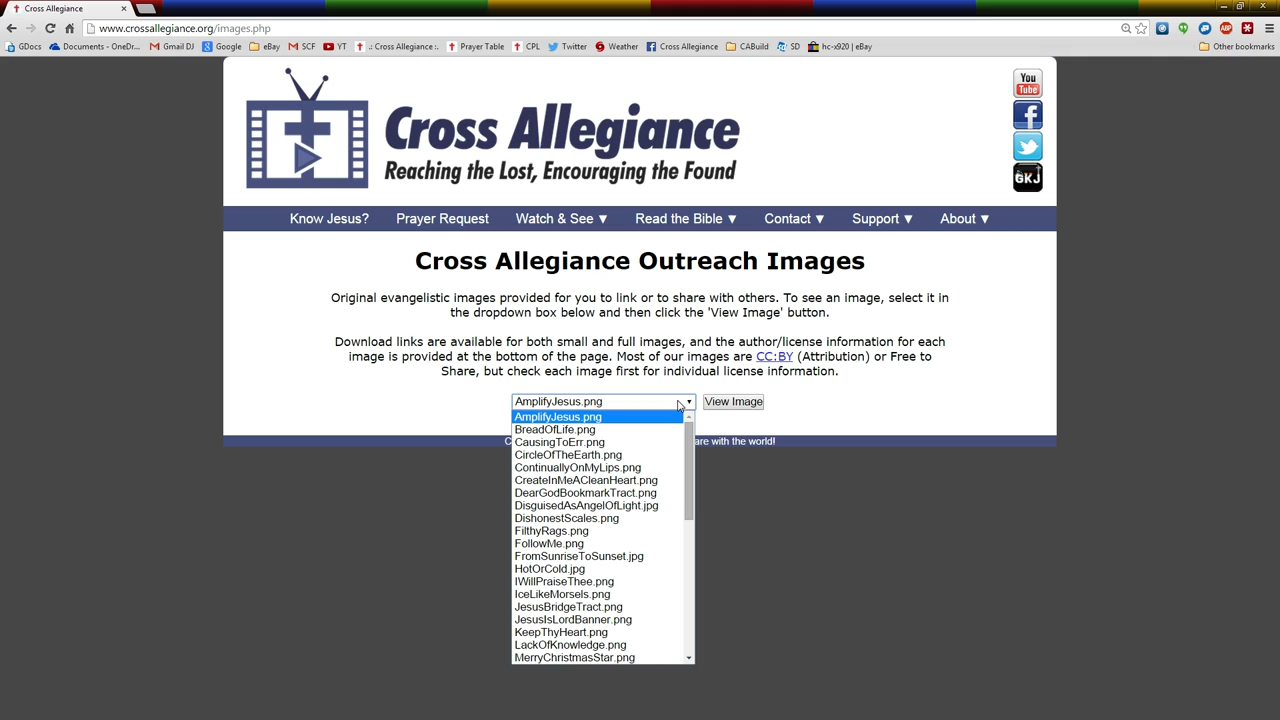 Cross Allegiance
www.crossallegiance.org/images.php
GDocs Documents - OneDr... Gmail DJ Google eBay SCF YT .: Cross Allegiance :. Prayer Table CPL Twitter Weather Cross Allegiance CABuild SD hc-x920 | eBay Other bookmarks
Cross Allegiance
Reaching the Lost, Encouraging the Found
You
Tube
GKJ
Know Jesus? Prayer Request Watch & See ▼ Read the Bible ▼ Contact ▼ Support ▼ About ▼
Cross Allegiance Outreach Images
Original evangelistic images provided for you to link or to share with others. To see an image, select it in
the dropdown box below and then click the 'View Image' button.
Download links are available for both small and full images, and the author/license information for each
image is provided at the bottom of the page. Most of our images are CC:BY (Attribution) or Free to
Share, but check each image first for individual license information.
AmplifyJesus.png View Image
AmplifyJesus.png
BreadOfLife.png
CausingToErr.png
are with the world!
CircleOfTheEarth.png
ContinuallyOnMyLips.png
CreateInMeACleanHeart.png
DearGodBookmarkTract.png
DisguisedAsAngelOfLight.jpg
DishonestScales.png
FilthyRags.png
FollowMe.png
FromSunriseToSunset.jpg
HotOrCold.jpg
IWillPraiseThee.png
IceLikeMorsels.png
JesusBridgeTract.png
JesusIsLordBanner.png
KeepThyHeart.png
LackOfKnowledge.png
MerryChristmasStar.png